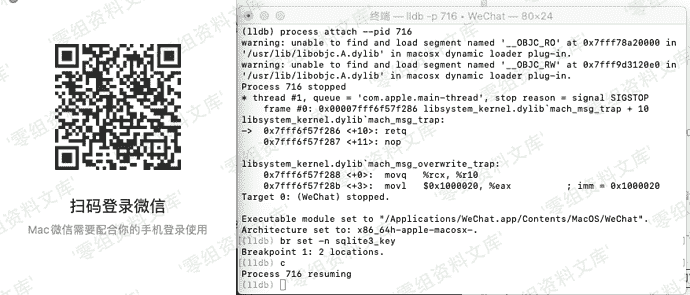 扫码登录微信
Mac微信需要配合你的手机登录使用
终端 — lldb -p 716 ▸ WeChat — 80×24
(lldb) process attach --pid 716
warning: unable to find and load segment named '__OBJC_RO' at 0x7fff78a20000 in
'/usr/lib/libobjc.A.dylib' in macosx dynamic loader plug-in.
warning: unable to find and load segment named '__OBJC_RW' at 0x7fff9d3120e0 in
'/usr/lib/libobjc.A.dylib' in macosx dynamic loader plug-in.
Process 716 stopped
* thread #1, queue = 'com.apple.main-thread', stop reason = signal SIGSTOP
frame #0: 0x00007fff6f57f286 libsystem_kernel.dylib`mach_msg_trap + 10
libsystem_kernel.dylib`mach_msg_trap:
-> 0x7fff6f57f286 <+10>: retq
0x7fff6f57f287 <+11>: nop
libsystem_kernel.dylib`mach_msg_overwrite_trap:
0x7fff6f57f288 <+0>: movq %rcx, %r10
0x7fff6f57f28b <+3>: movl $0x1000020, %eax ; imm = 0x1000020
Target 0: (WeChat) stopped.
Executable module set to "/Applications/WeChat.app/Contents/MacOS/WeChat".
Architecture set to: x86_64h-apple-macosx-.
(lldb) br set -n sqlite3_key
Breakpoint 1: 2 locations.
(lldb) c
Process 716 resuming
(lldb)
零组资料文库